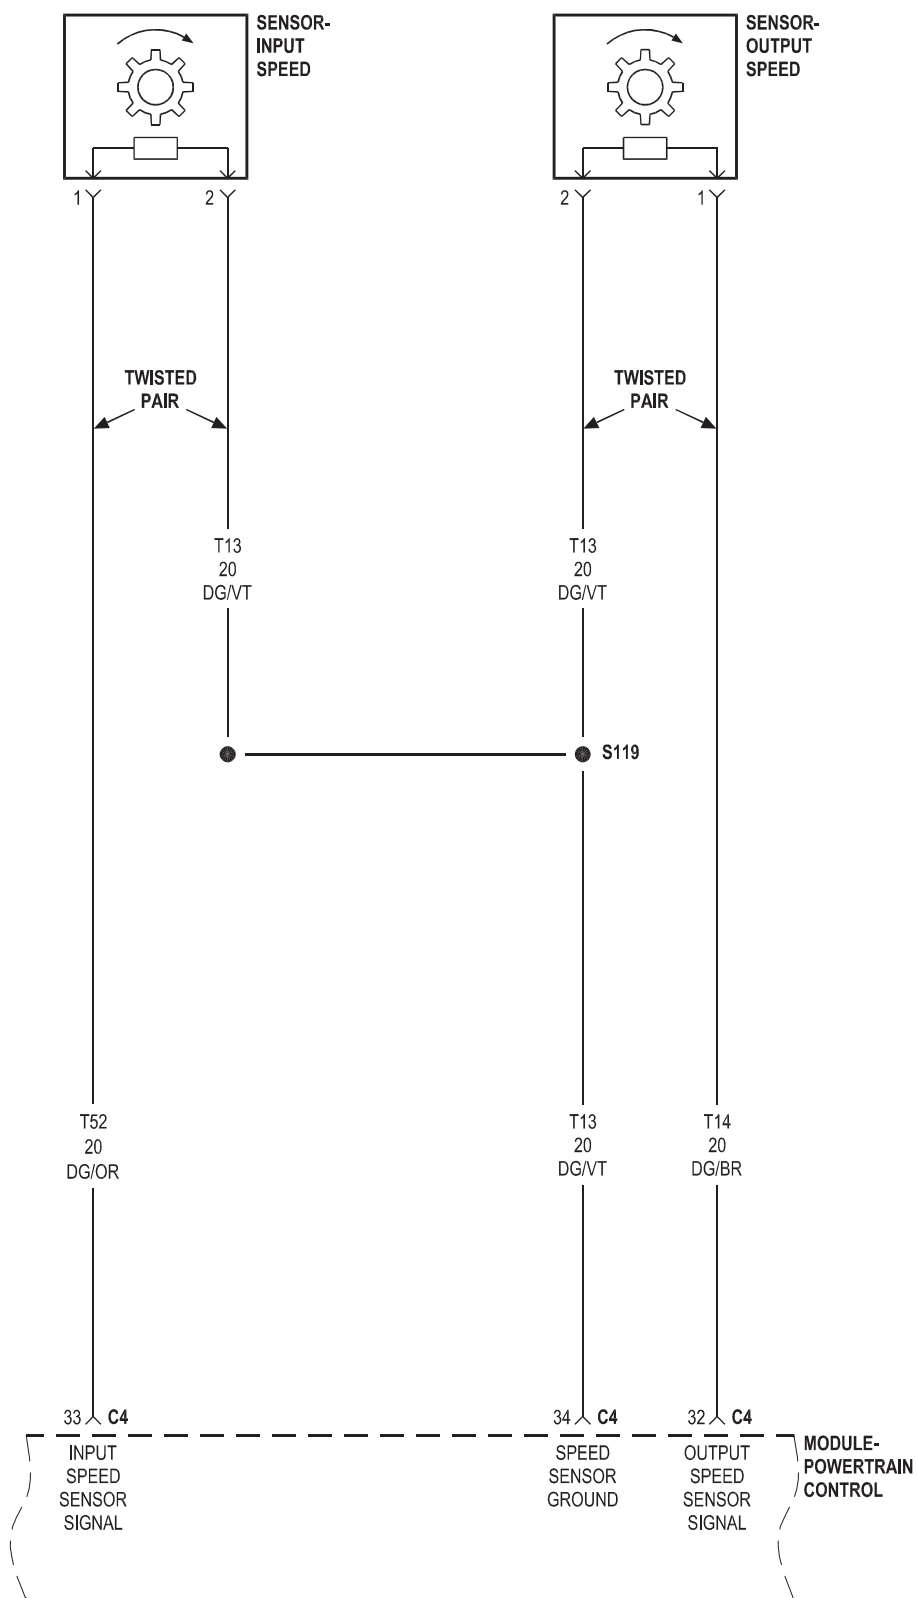 SENSOR-
INPUT
SPEED
SENSOR-
OUTPUT
SPEED
1
2
2
1
TWISTED
PAIR
TWISTED
PAIR
T13
20
DG/VT
T13
20
DG/VT
S119
T52
20
DG/OR
T13
20
DG/VT
T14
20
DG/BR
33 C4
34 C4
32 C4
INPUT
SPEED
SENSOR
SIGNAL
SPEED
SENSOR
GROUND
OUTPUT
SPEED
SENSOR
SIGNAL
MODULE-
POWERTRAIN
CONTROL